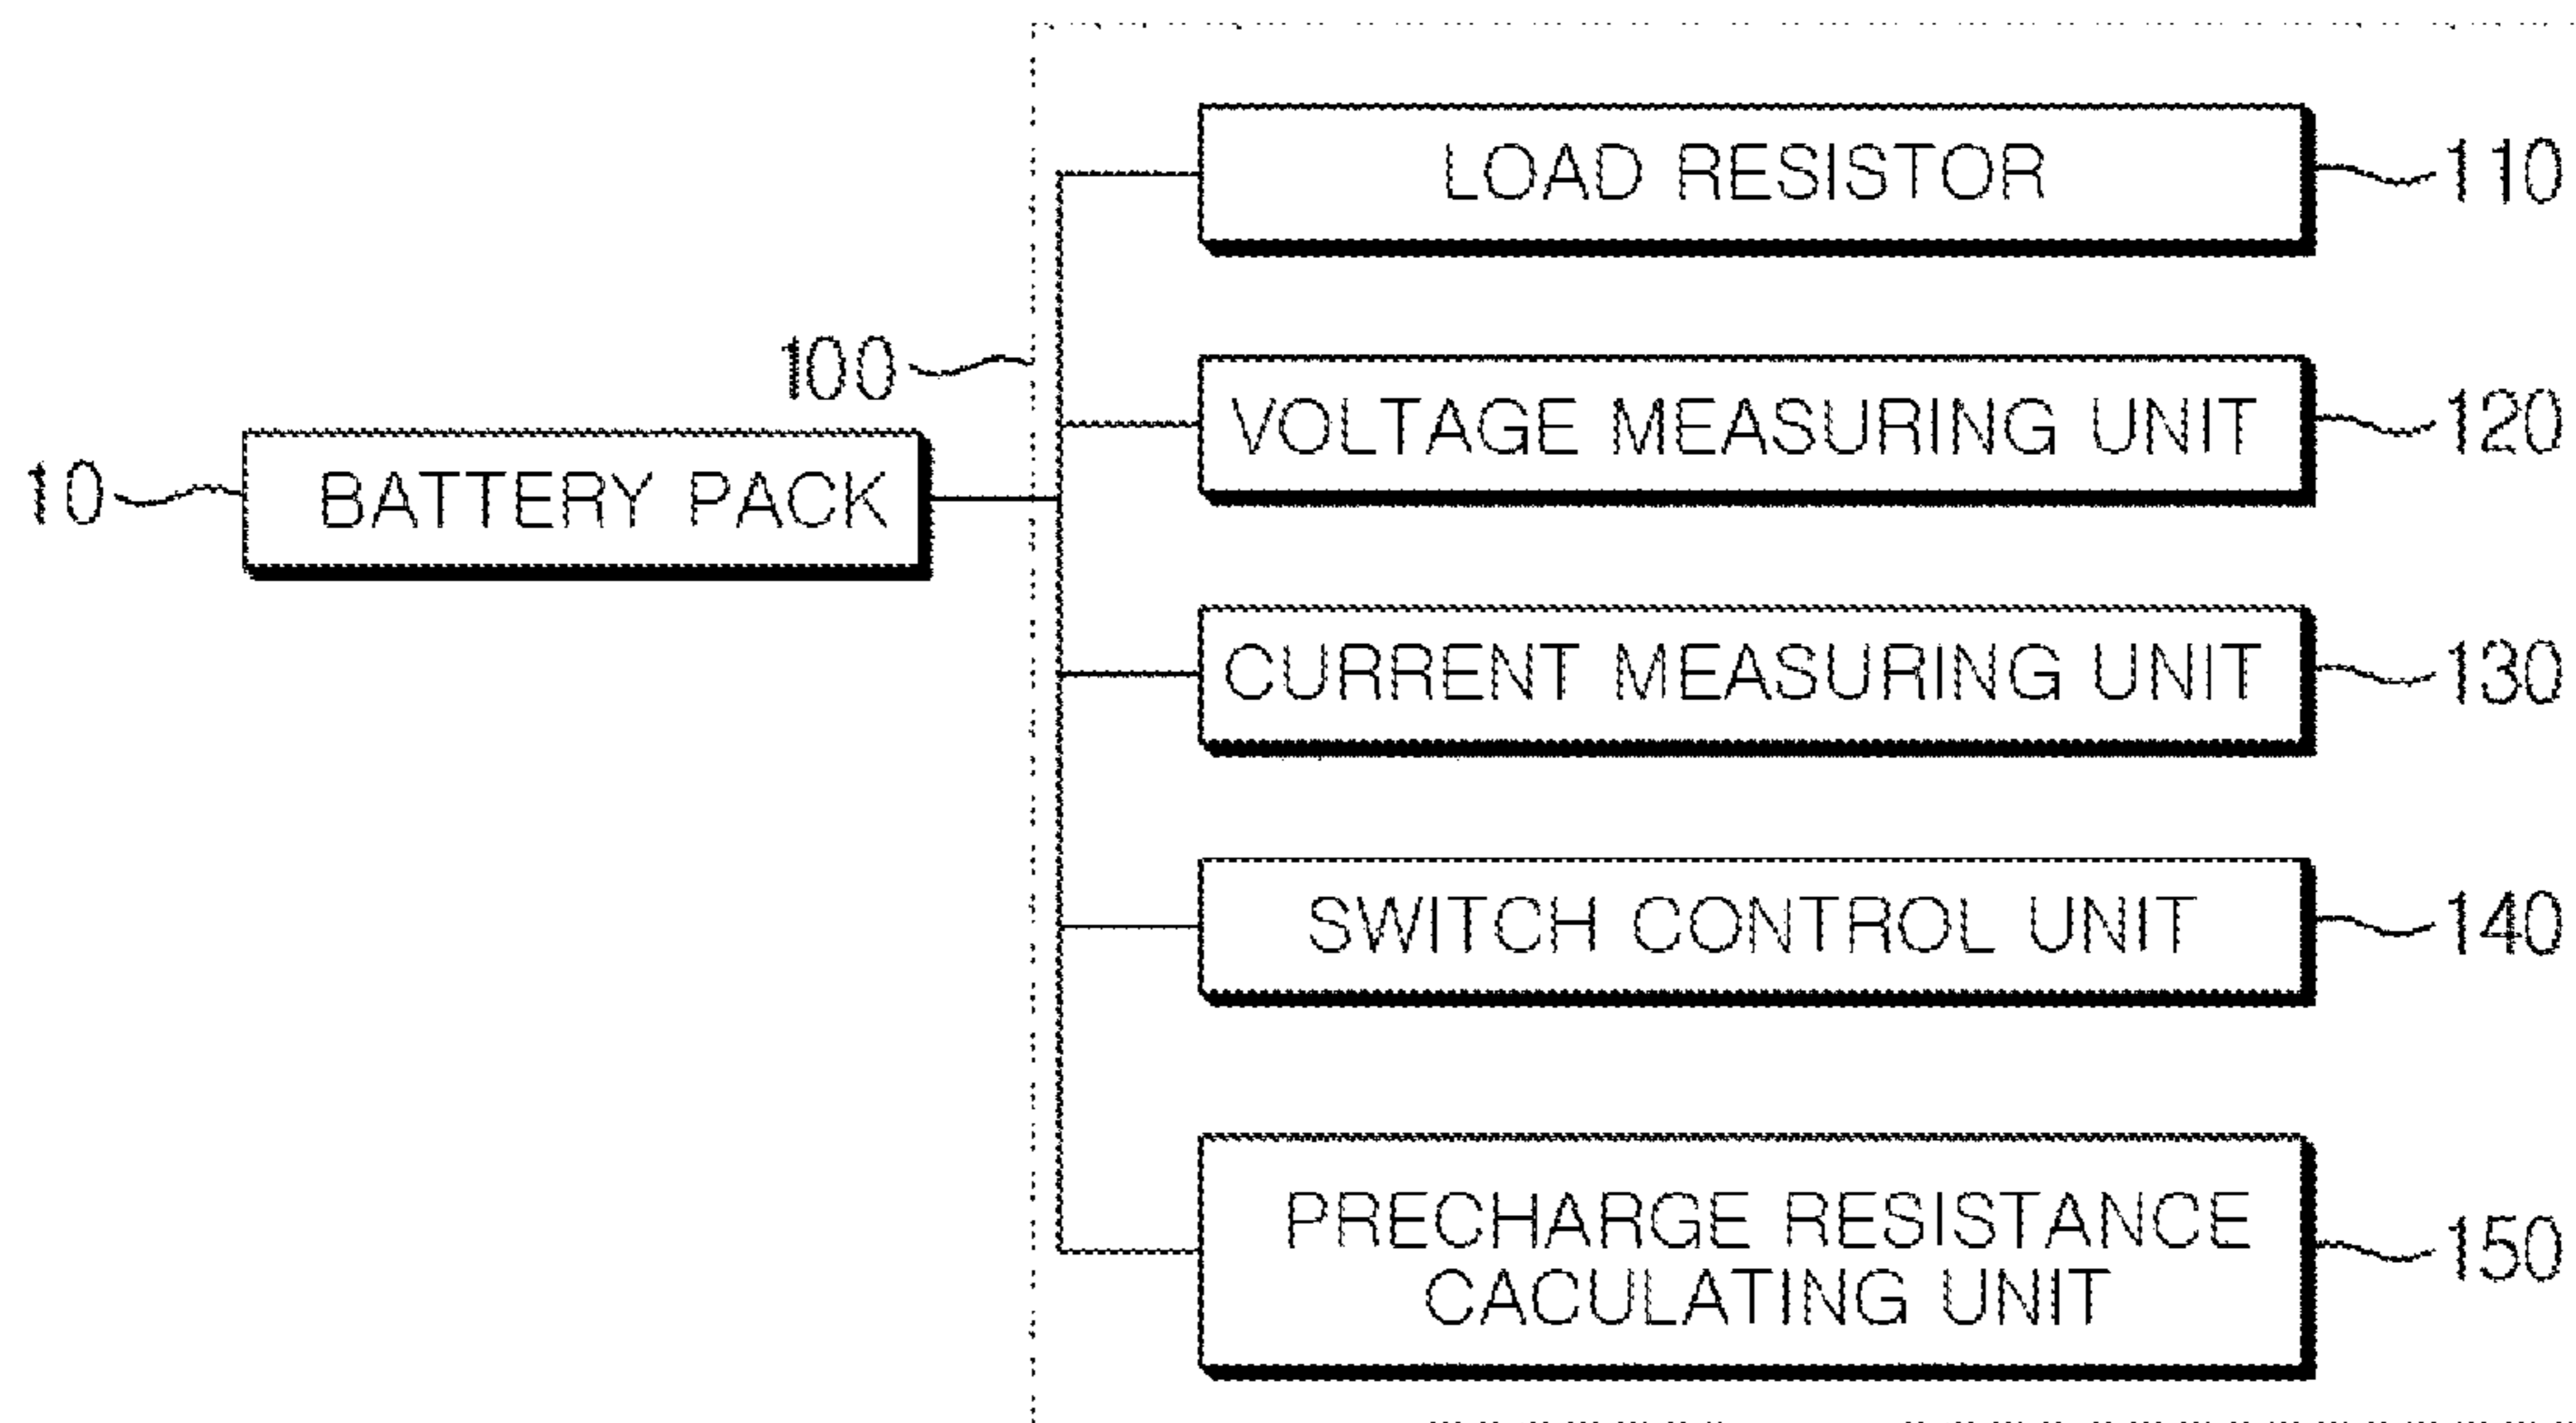 LOAD RESISTOR 110
100
VOLTAGE MEASURING UNIT 120
10 BATTERY PACK
CURRENT MEASURING UNIT 130
SWITCH CONTROL UNIT 140
PRECHARGE RESISTANCE
CACULATING UNIT
150